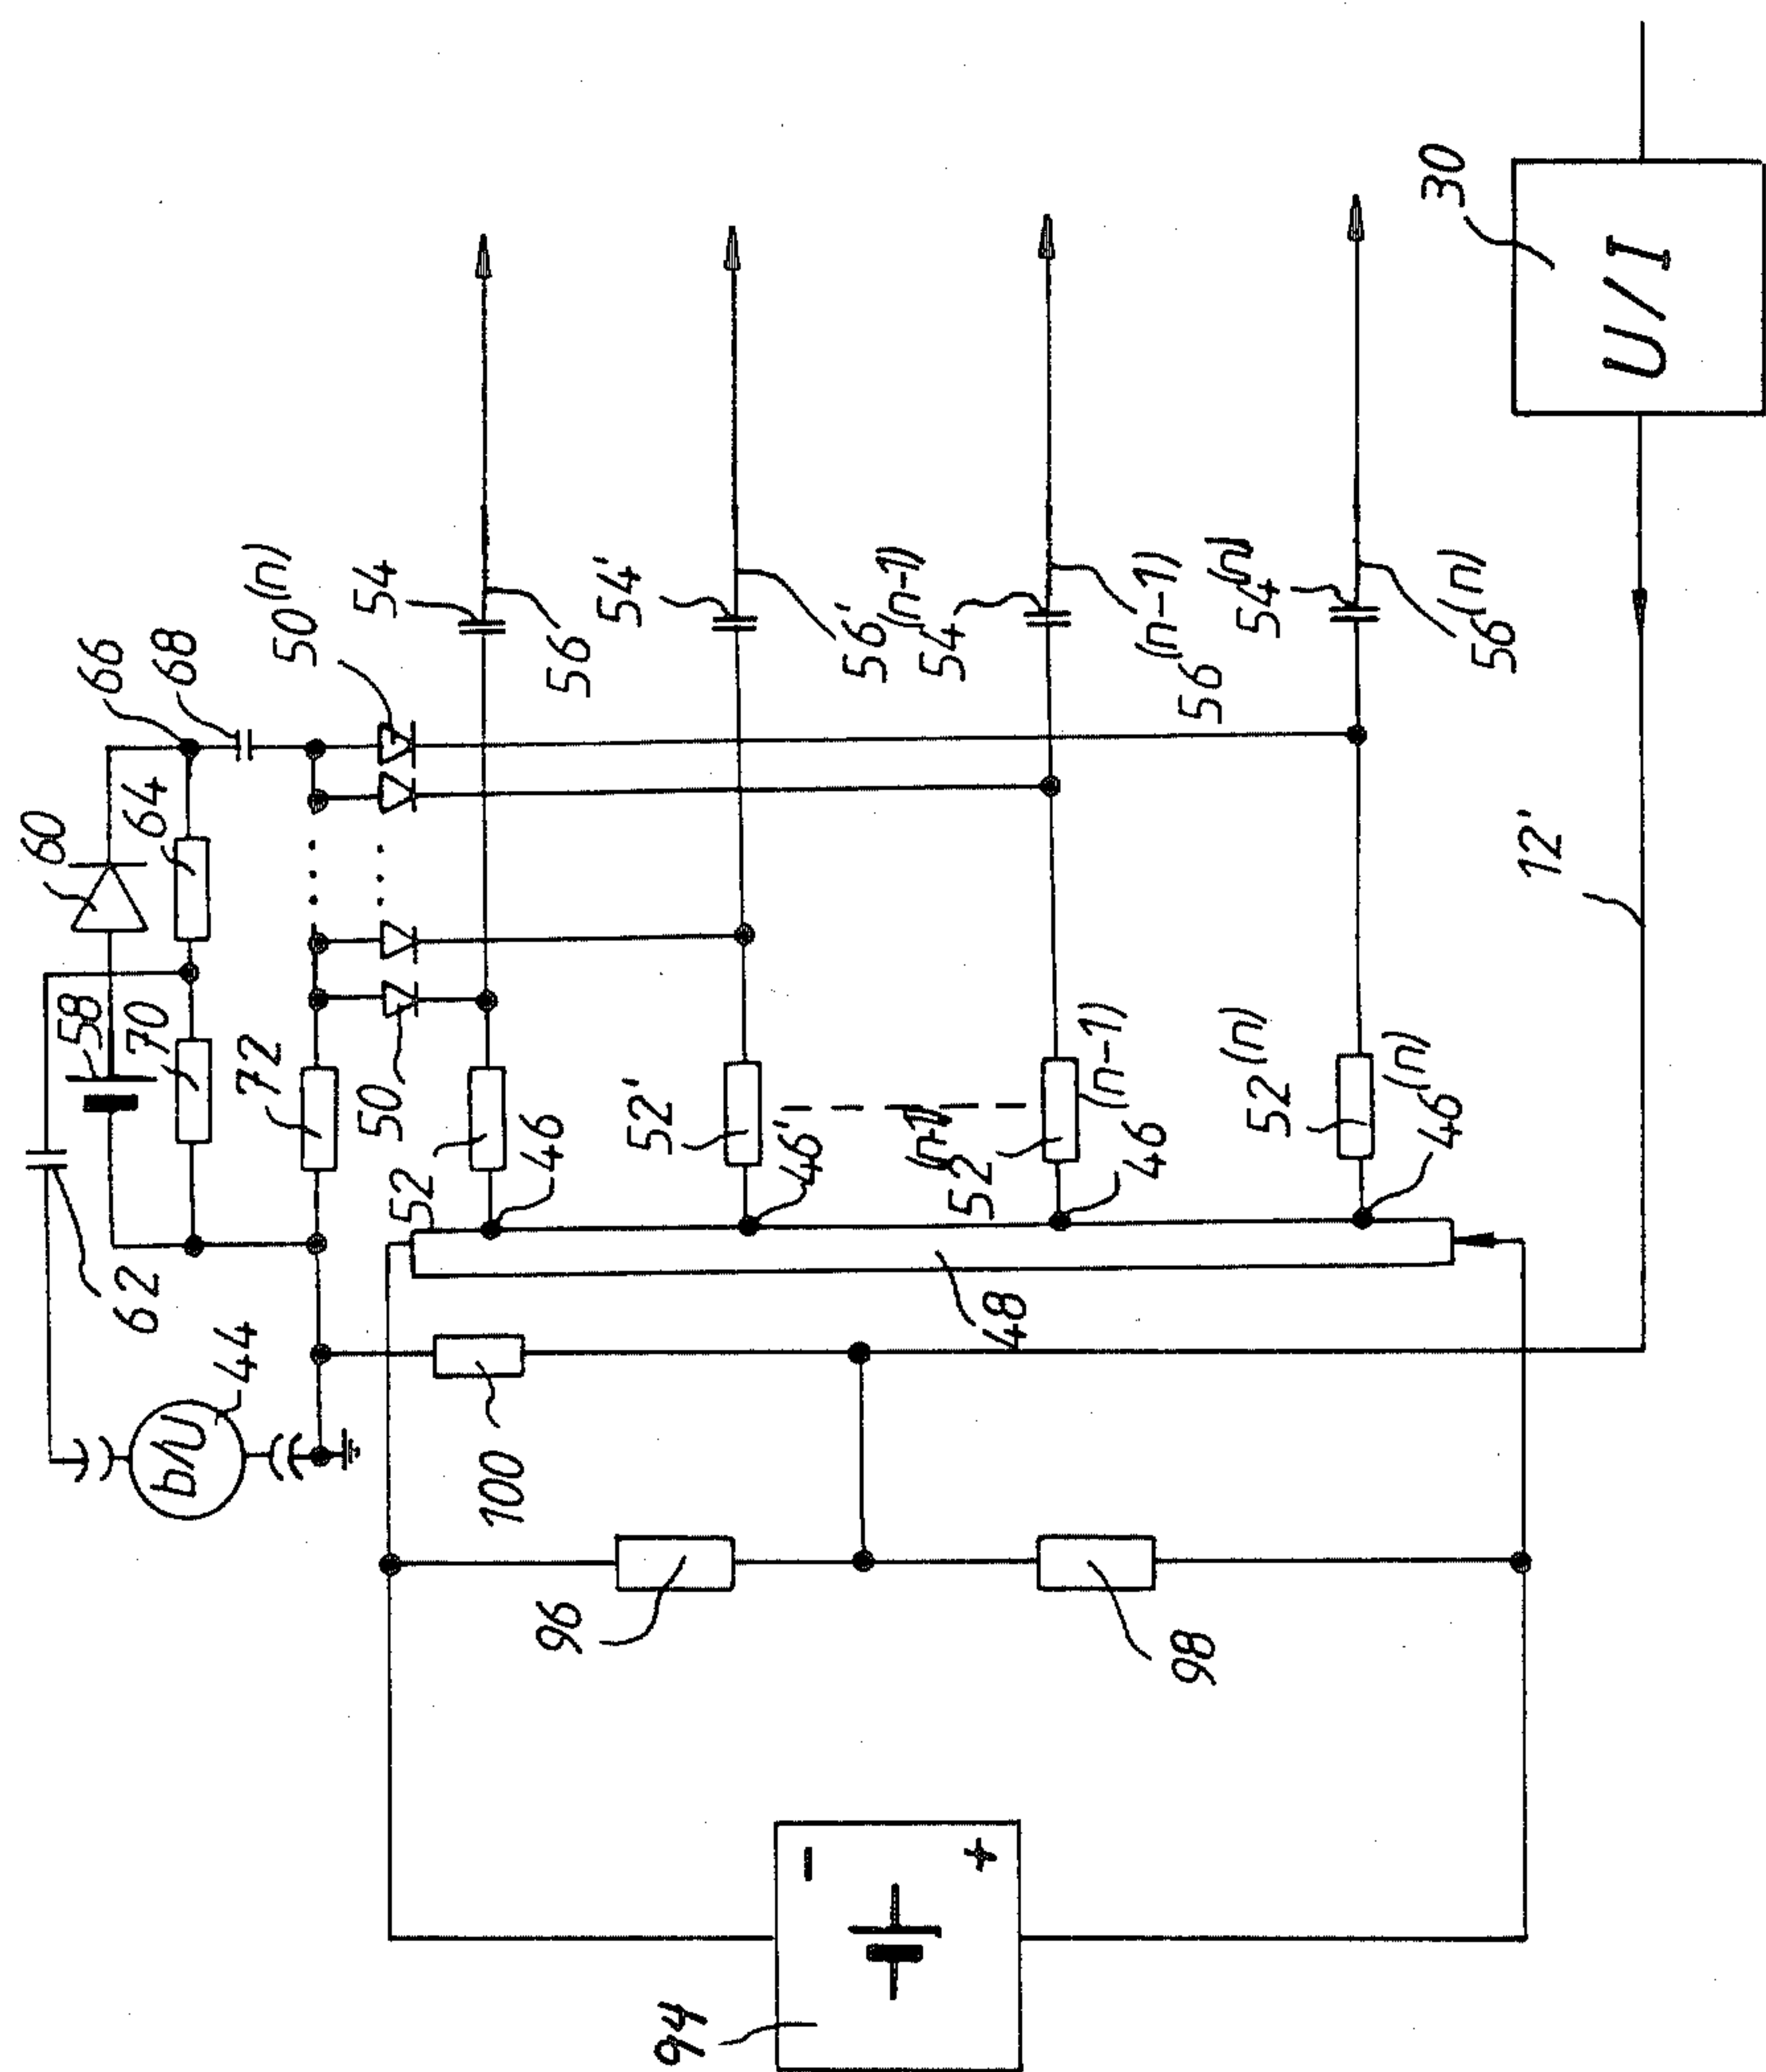 60
66
68
64
58
70
50(n)
72
54
62
44
b/U
50
56
54'
52
46
52'
56'
46'
54(n-1)
56(n-1)
52(n-1)
46(n-1)
54(n)
56(n)
52(n)
46(n)
48
100
96
98
94
-
+
12'
30
U/I